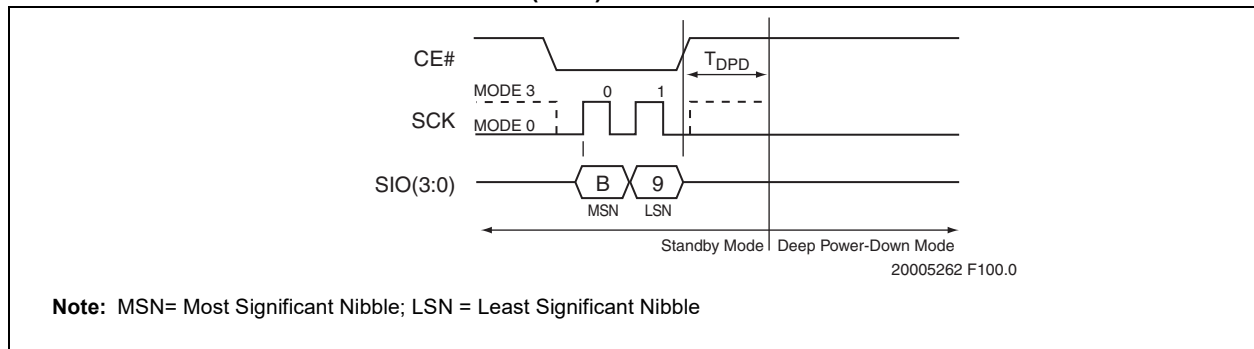 CE#
T_DPD
MODE 3
0 1
SCK
MODE 0
SIO(3:0)
B 9
MSN LSN
Standby Mode Deep Power-Down Mode
20005262 F100.0
Note: MSN= Most Significant Nibble; LSN = Least Significant Nibble